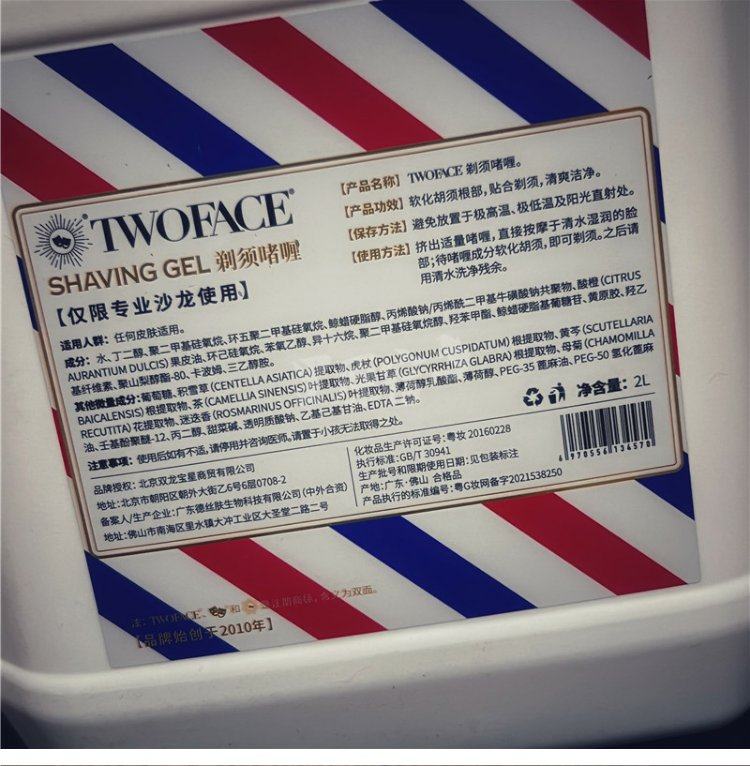 TWOFACE®
SHAVING GEL 剃须啫喱
【仅限专业沙龙使用】
【产品名称】 TWOFACE 剃须啫喱。
【产品功效】 软化胡须根部,贴合剃须,清爽洁净。
【保存方法】 避免放置于极高温、极低温及阳光直射处。
【使用方法】 挤出适量啫喱,直接按摩于清水湿润的脸
部;待啫喱成分软化胡须,即可剃须。之后请
用清水洗净残余。
适用人群:任何皮肤适用。
成分:水、丁二醇、聚二甲基硅氧烷、环五聚二甲基硅氧烷、鲸蜡硬脂醇、丙烯酸钠/丙烯酰二甲基牛磺酸钠共聚物、酸橙(CITRUS
AURANTIUM DULCIS)果皮油、环己硅氧烷、苯氧乙醇、异十六烷、聚二甲基硅氧烷醇、羟苯甲酯、鲸蜡硬脂基葡糖苷、黄原胶、羟乙
基纤维素、聚山梨醇酯-80、卡波姆、三乙醇胺。
其他微量成分:葡萄糖、积雪草(CENTELLA ASIATICA)提取物、虎杖(POLYGONUM CUSPIDATUM)根提取物、黄芩(SCUTELLARIA
BAICALENSIS)根提取物、茶(CAMELLIA SINENSIS)叶提取物、光果甘草(GLYCYRRHIZA GLABRA)根提取物、母菊(CHAMOMILLA
RECUTITA)花提取物、迷迭香(ROSMARINUS OFFICINALIS)叶提取物、薄荷醇乳酸酯、薄荷醇、PEG-35 蓖麻油、PEG-50 氢化蓖麻
油、壬基酚聚醚-12、丙二醇、甜菜碱、透明质酸钠、乙基己基甘油、EDTA 二钠。
注意事项:使用后如有不适,请停用并咨询医师。请置于小孩无法取得之处。
净含量:2L
品牌授权:北京双龙宝星商贸有限公司
地址:北京市朝阳区朝外大街乙6号6层0708-2
备案人/生产企业:广东德丝肤生物科技有限公司(中外合资)
地址:佛山市南海区里水镇大冲工业区大圣堂二路二号
化妆品生产许可证号:粤妆 20160228
执行标准:GB/T 30941
生产批号和限期使用日期:见包装标注
产地:广东·佛山 合格品
产品执行的标准编号:粤G妆网备字2021538250
6 970556 134570
注:TWOFACE、和是注册商标,含义为双面。
【品牌始创于2010年】